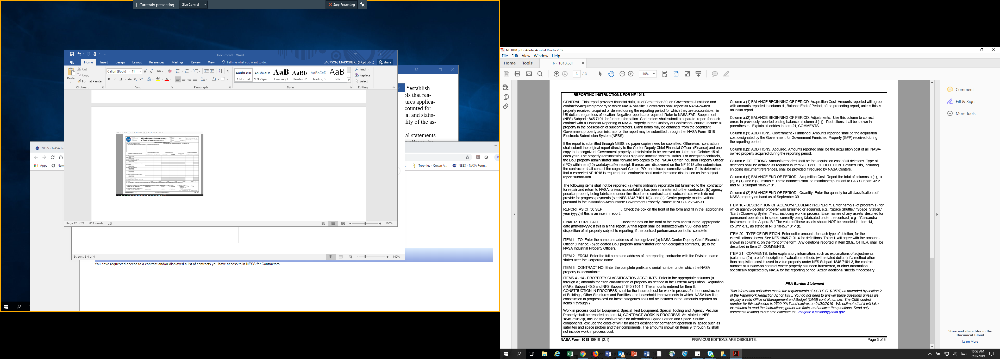 Currently presenting
Give Control
Stop Presenting
Document1 - Word
File
Home
Insert
Design
Layout
References
Mailings
Review
View
Tell me what you want to do...
JACKSON, MARJORIE C. (HQ-LD040)
Share
Paste
Cut
Copy
Format Painter
Clipboard
Calibri (Body)
11
Font
Paragraph
AaBbCcDc
¶ Normal
AaBbCcDc
¶ No Spac...
AaB
Heading 1
AaBb
Heading 2
AaBbCcD
Heading 3
AaB
Title
Styles
Find
Replace
Select
Editing
NASA Property in the Custody
of Contractors
Page 22 of 22
833 words
100%
“establish
ols that rea-
ures applica-
counted for
ial and statis-
lity of the as-
al statements
NESS - NASA Fo
Apps
New
Trophies - Crown A...
NESS - NASA Form...
Screens 3-4 of 4
140%
You have requested access to a contract and/or displayed a list of contracts you have access to in NESS for Contractors.
NF 1018.pdf - Adobe Acrobat Reader 2017
File Edit View Window Help
Home
Tools
NF 1018.pdf
3 / 3
110%
REPORTING INSTRUCTIONS FOR NF 1018
GENERAL. This report provides financial data, as of September 30, on Government-furnished and
contractor-acquired property to which NASA has title. Contractors shall report all NASA-owned
property received, acquired or deleted during the reporting period for which they are accountable, in
US dollars, regardless of location. Negative reports are required. Refer to NASA FAR Supplement
(NFS) Subpart 1845.7101 for further information. Contractors shall submit a separate report for each
contract with a Financial Reporting of NASA Property in the Custody of Contractors clause. Include all
property in the possession of subcontractors. Blank forms may be obtained from the cognizant
Government property administrator or the report may be submitted through the NASA Form 1018
Electronic Submission System (NESS).
If the report is submitted through NESS, no paper copies need be submitted. Otherwise, contractors
shall submit the original report directly to the Center Deputy Chief Financial Officer (Finance) and one
copy to the cognizant Government property administrator to be received no later than October 15 of
each year. The property administrator shall sign and indicate system status. For delegated contracts,
the DoD property administrator shall forward two copies to the NASA Center Industrial Property Officer
(IPO) within ten (10) workdays after receipt. If errors are discovered on the NF 1018 after submission,
the contractor shall contact the cognizant Center IPO and discuss corrective action. If it is determined
that a corrected NF 1018 is required, the contractor shall make the same distribution as the original
report submission.
The following items shall not be reported: (a) items ordinarily reportable but furnished to the contractor
for repair and return to NASA, unless accountability has been transferred to the contractor, (b) agency-
peculiar property being fabricated under firm fixed price contracts and subcontracts which do not
provide for progress payments (see NFS 1845.7101-1(I)), and (c) Center property made available
pursuant to the Installation-Accountable Government Property clause at NFS 1852.245-71.
REPORT AS OF 30 SEP _________. Check the box on the front of the form and fill in the appropriate
year (yyyy) if this is an interim report.
FINAL REPORT DATE _________. Check the box on the front of the form and fill in the appropriate
date (mm/dd/yyyy) if this is a final report. A final report shall be submitted within 30 days after
disposition of all property subject to reporting, if the contract performance period is complete.
ITEM 1 - TO. Enter the name and address of the cognizant (a) NASA Center Deputy Chief Financial
Officer (Finance) (b) delegated DoD property administrator (for non delegated contracts, (b) is the
NASA Industrial Property Officer).
ITEM 2 - FROM. Enter the full name and address of the reporting contractor with the Division name
stated after the Corporate name.
ITEM 3 - CONTRACT NO. Enter the complete prefix and serial number under which the NASA
property is accountable.
ITEMS 4 - 14 - PROPERTY CLASSIFICATION ACCOUNTS. Enter in the appropriate columns (a.
through d.) amounts for each classification of property as defined in the Federal Acquisition Regulation
(FAR), Subpart 45.5 and NFS Subpart 1845.7101-1. The amounts entered for Item 8,
CONSTRUCTION IN PROGRESS, shall be the incurred cost for work in process for the construction
of Buildings, Other Structures and Facilities, and Leasehold Improvements to which NASA has title;
construction in progress cost for these categories shall not be included in the amounts reported on
Items 4 through 7.
Work in process cost for Equipment, Special Test Equipment, Special Tooling and Agency-Peculiar
Property shall be reported on Item 14, CONTRACT WORK IN PROGRESS. As stated in NFS
1845.7101-1(I) include the costs of WIP for International Space Station and Space Shuttle
components, exclude the costs of WIP for assets destined for permanent operation in space such as
satellites and space probes and their components. The amounts shown on Items 9 through 12 shall
not include work in process cost.
Column a.(1) BALANCE BEGINNING OF PERIOD, Acquisition Cost. Amounts reported will agree
with amounts reported in column d., Balance End of Period, of the preceding report, unless this is
an initial report.
Column a.(2) BALANCE BEGINNING OF PERIOD, Adjustments. Use this column to correct
errors in previously reported ending balances (column d.(1)). Reductions shall be shown in
parentheses. Explain all entries in Item 21, COMMENTS.
Column b.(1) ADDITIONS, Government - Furnished. Amounts reported shall be the acquisition
cost designated by the Government for Government Furnished Property (GFP) received during
the reporting period.
Column b.(2) ADDITIONS, Acquired. Amounts reported shall be the acquisition cost of all NASA-
owned property acquired during the reporting period.
Column c. DELETIONS. Amounts reported shall be the acquisition cost of all deletions. Type of
deletions shall be detailed as required in Item 20, TYPE OF DELETION. Detailed lists, including
shipping document references, shall be provided if required by NASA Centers.
Column d.(1) BALANCE END OF PERIOD - Acquisition Cost. Report the total of columns a.(1), a.
(2), b.(1), and b.(2), minus c. These balances shall be maintained pursuant to FAR Subpart 45.5
and NFS Subpart 1845.7101.
Column d.(2) BALANCE END OF PERIOD - Quantity. Enter the quantity for all classifications of
NASA property on hand as of September 30.
ITEM 16 - DESCRIPTION OF AGENCY-PECULIAR PROPERTY. Enter name(s) of program(s) for
which agency-peculiar property was furnished or acquired, e.g., "Space Shuttle," "Space Station,"
"Earth Observing System," etc., including work in process. Enter names of any assets destined for
permanent operations in space, currently being fabricated under the contract, e.g. "Cassandra
Instrument on the Aspera B." The value of these assets should NOT be reported in Item 14,
column d.1., as stated in NFS 1845.7101-1(I).
ITEM 20 - TYPE OF DELETION. Enter dollar amounts for each type of deletion, for the
classifications shown. See NFS 1845.7101-4 for definitions. Totals i. will agree with the amounts
shown in column c. on the front of the form. Any deletions reported in Item 20.h., OTHER, shall be
described in Item 21, COMMENTS.
ITEM 21 - COMMENTS. Enter explanatory information, such as explanations of adjustments
(column a.(2)), a brief description of valuation methods (with related dollars) if a method other
than acquisition cost is used to value property under NFS Subpart 1845.7101-3, the contract
number of a follow-on contract where property has been transferred, or other information
specifically requested by NASA for the reporting period. Attach additional sheets if necessary.
PRA Burden Statement
This information collection meets the requirements of 44 U.S.C. § 3507, as amended by section 2
of the Paperwork Reduction Act of 1995. You do not need to answer these questions unless we
display a valid Office of Management and Budget (OMB) control number. The OMB control
number for this collection is 2700-0017 and expires on 04/30/2019. We estimate that it will take
xx minutes to read the instructions, gather the facts, and answer the questions. Send only
comments relating to our time estimate to: marjorie.c.jackson@nasa.gov
NASA Form 1018 06/16 (2.1)
PREVIOUS EDITIONS ARE OBSOLETE.
Page 3 of 3
Comment
Fill & Sign
More Tools
Store and share files in the
Document Cloud
Learn More
10:57 AM
7/10/2019